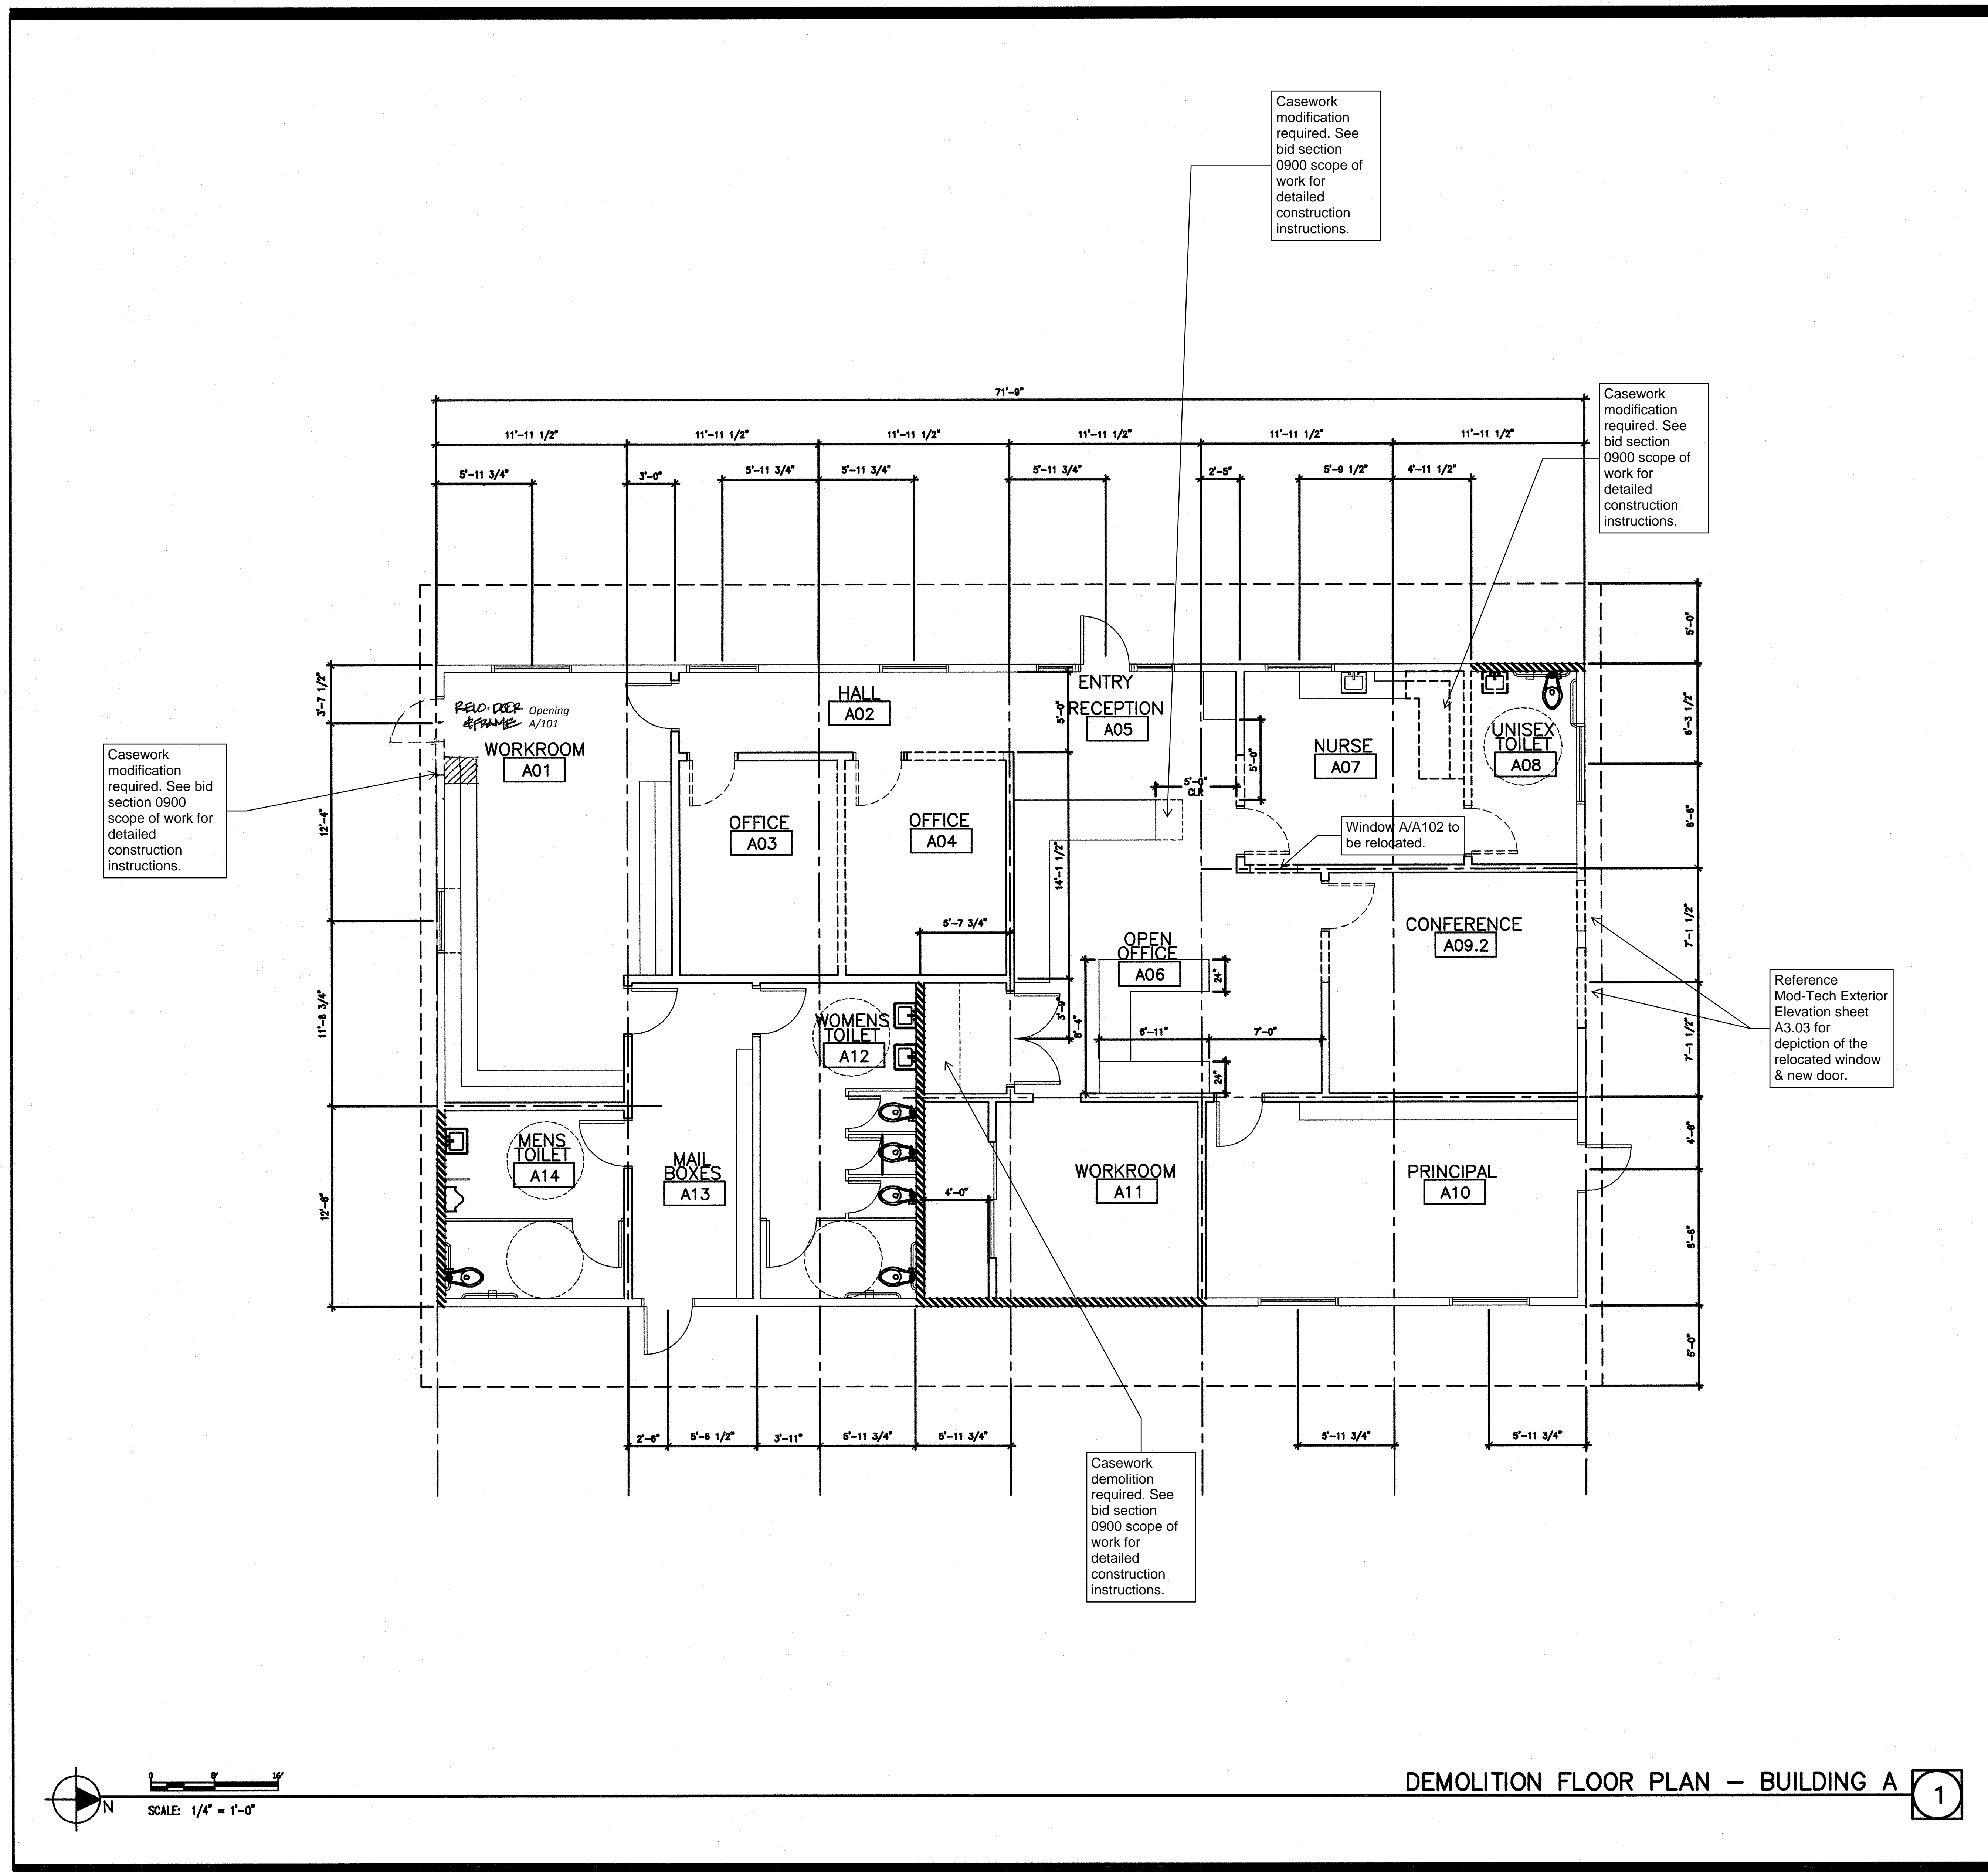 Casework
modification
required. See
bid section
0900 scope of
work for
detailed
construction
instructions.
71'-9"
Casework
modification
required. See
bid section
0900 scope of
work for
detailed
construction
instructions.
11'-11 1/2"
11'-11 1/2"
11'-11 1/2"
11'-11 1/2"
11'-11 1/2"
11'-11 1/2"
5'-11 3/4"
3'-0"
5'-11 3/4"
5'-11 3/4"
5'-11 3/4"
2'-5"
5'-9 1/2"
4'-11 1/2"
5'-0"
3'-7 1/2"
12'-4"
11'-6 3/4"
12'-6"
6'-3 1/2"
6'-6"
7'-1 1/2"
7'-1 1/2"
4'-6"
8'-6"
5'-0"
RELO. DOOR
& FRAME
Opening
A/101
WORKROOM
A01
Casework
modification
required. See bid
section 0900
scope of work for
detailed
construction
instructions.
HALL
A02
ENTRY
RECEPTION
A05
5'-0"
NURSE
A07
UNISEX
TOILET
A08
5'-0"
5'-0"
CLR
OFFICE
A03
OFFICE
A04
Window A/A102 to
be relocated.
14'-1 1/2"
5'-7 3/4"
CONFERENCE
A09.2
OPEN
OFFICE
A06
24"
3'-9"
8'-4"
6'-11"
7'-0"
24"
Reference
Mod-Tech Exterior
Elevation sheet
A3.03 for
depiction of the
relocated window
& new door.
WOMENS
TOILET
A12
MENS
TOILET
A14
MAIL
BOXES
A13
4'-0"
WORKROOM
A11
PRINCIPAL
A10
2'-6"
5'-6 1/2"
3'-11"
5'-11 3/4"
5'-11 3/4"
5'-11 3/4"
5'-11 3/4"
Casework
demolition
required. See
bid section
0900 scope of
work for
detailed
construction
instructions.
N
0 8' 16'
SCALE: 1/4" = 1'-0"
DEMOLITION FLOOR PLAN – BUILDING A
1